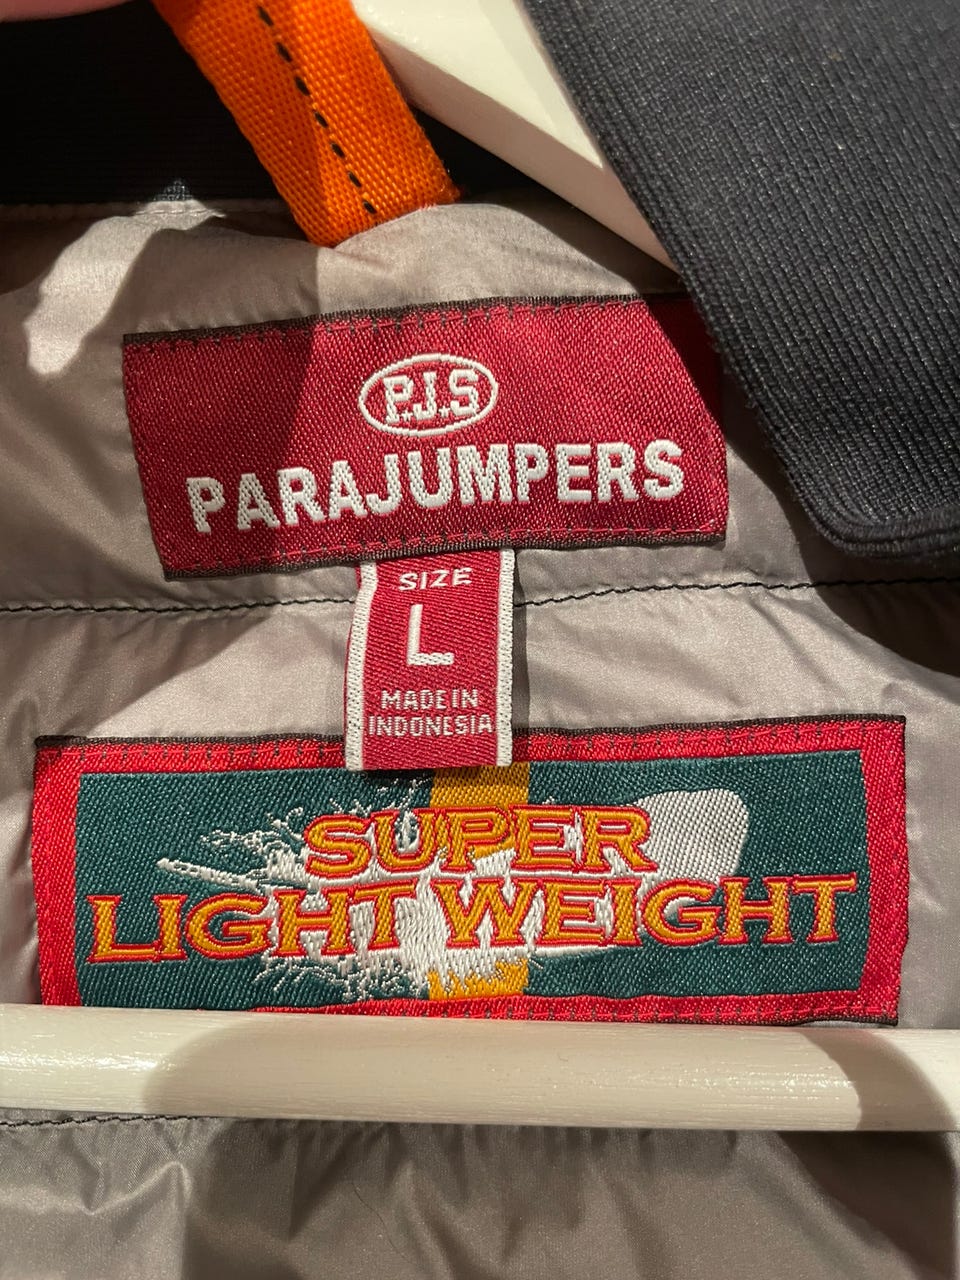 P.J.S
PARAJUMPERS
SIZE
L
MADE IN
INDONESIA
SUPER
LIGHT WEIGHT